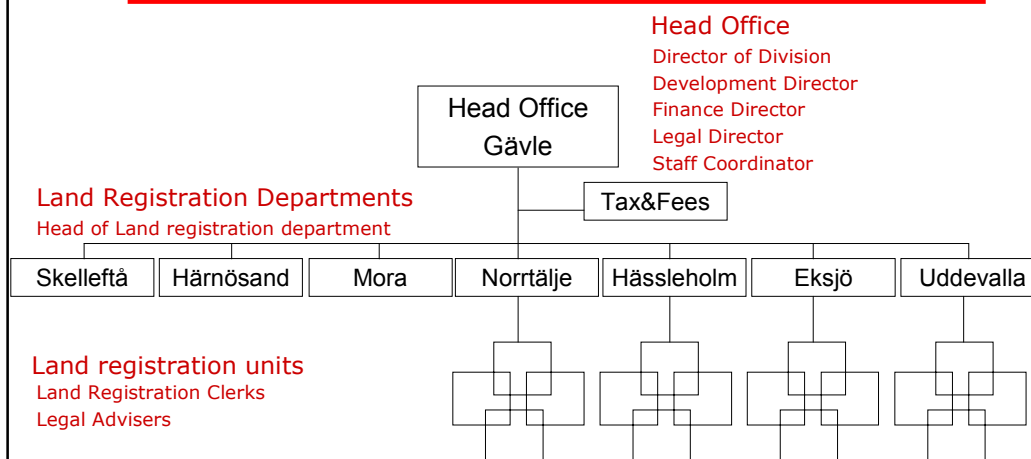 Head Office
Director of Division
Development Director
Finance Director
Legal Director
Staff Coordinator
Head Office
Gävle
Tax&Fees
Land Registration Departments
Head of Land registration department
Skelleftå
Härnösand
Mora
Norrtälje
Hässleholm
Eksjö
Uddevalla
Land registration units
Land Registration Clerks
Legal Advisers